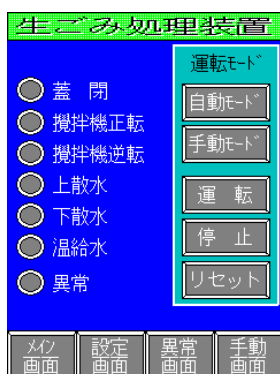 生ごみ処理装置
運転ﾓｰﾄﾞ
蓋 閉
自動ﾓｰﾄﾞ
攪拌機正転
手動ﾓｰﾄﾞ
攪拌機逆転
上散水
運 転
下散水
停 止
温給水
異常
リセット
ﾒｲﾝ
画面
設定
画面
異常
画面
手動
画面